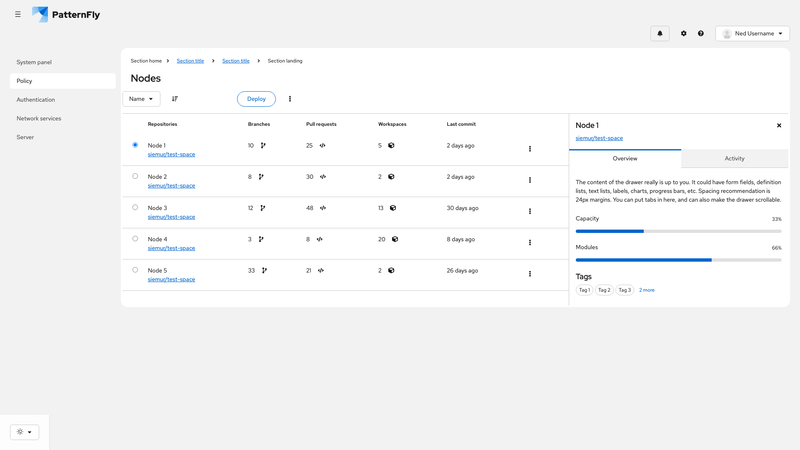 PatternFly
Ned Username
System panel
Policy
Authentication
Network services
Server
Section home Section title Section title Section landing
Nodes
Name Deploy
Repositories Branches Pull requests Workspaces Last commit
Node 1 10 25 5 2 days ago
siemur/test-space
Node 2 8 30 2 2 days ago
siemur/test-space
Node 3 12 48 13 30 days ago
siemur/test-space
Node 4 3 8 20 8 days ago
siemur/test-space
Node 5 33 21 2 26 days ago
siemur/test-space
Node 1
siemur/test-space
Overview Activity
The content of the drawer really is up to you. It could have form fields, definition
lists, text lists, labels, charts, progress bars, etc. Spacing recommendation is
24px margins. You can put tabs in here, and can also make the drawer scrollable.
Capacity 33%
Modules 66%
Tags
Tag 1 Tag 2 Tag 3 2 more